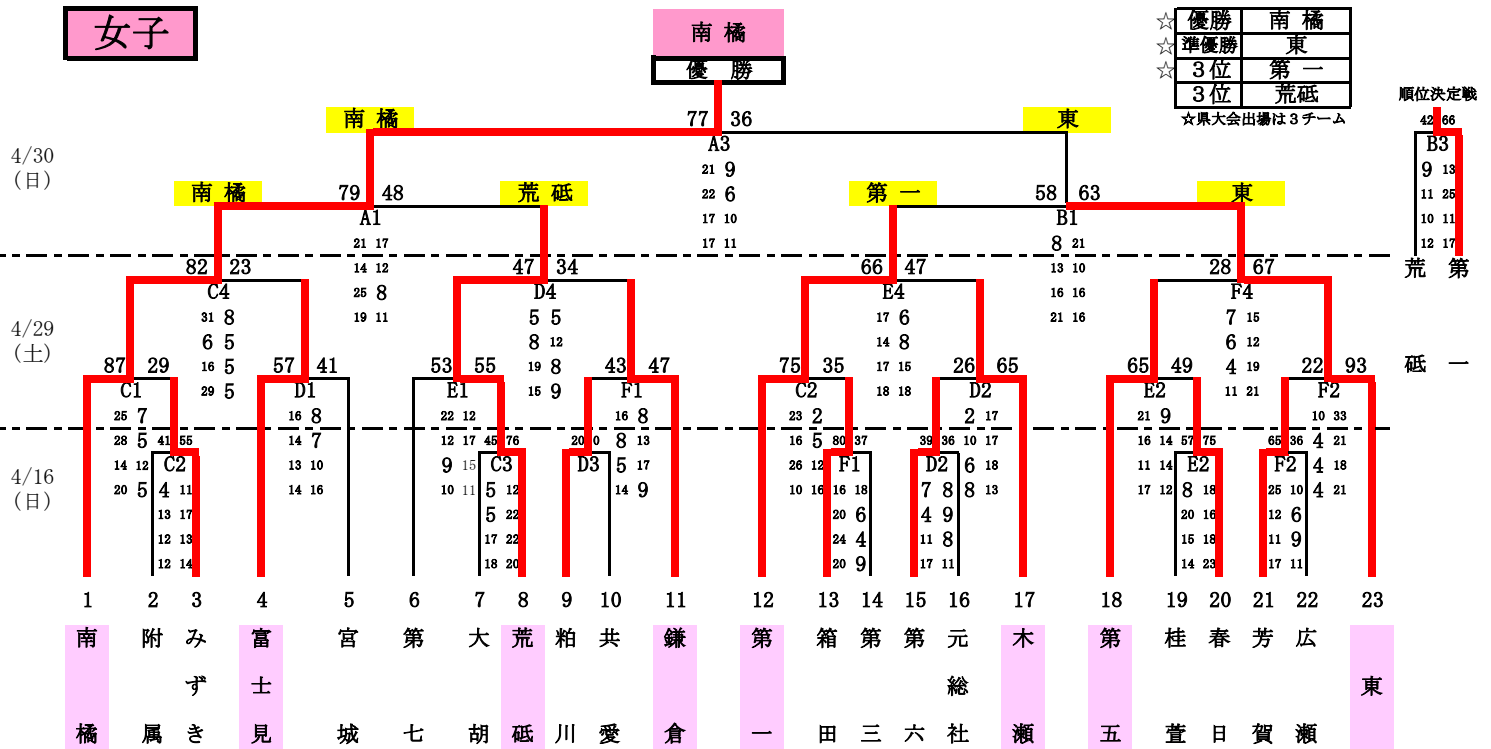 女子
南橘
優勝
☆ 優勝 南橘
☆ 準優勝 東
☆ 3位 第一
3位 荒砥
☆県大会出場は3チーム
順位決定戦
42 66
B3
9 13
11 25
10 11
12 17
荒砥 第一
4/30
(日)
南橘 77 36 東
A3
21 9
22 6
17 10
17 11
南橘 79 48 荒砥
A1
21 17
14 12
25 8
19 11
第一 58 63 東
B1
8 21
13 10
16 16
21 16
4/29
(土)
82 23
C4
31 8
6 5
16 5
29 5
47 34
D4
5 5
8 12
19 8
15 9
66 47
E4
17 6
14 8
17 15
18 18
28 67
F4
7 15
6 12
4 19
11 21
87 29
C1
25 7
28 5
14 12
20 5
57 41
D1
16 8
14 7
13 10
14 16
53 55
E1
22 12
12 17
9 15
10 11
43 47
F1
16 8
8 13
5 17
14 9
75 35
C2
23 2
16 5
26 12
10 16
26 65
D2
2 17
10 17
6 18
8 13
65 49
E2
21 9
16 14
11 14
17 12
22 93
F2
10 33
4 21
4 18
4 21
4/16
(日)
41 55
C2
4 11
13 17
12 13
12 14
45 76
C3
5 12
5 22
17 22
18 20
20 0
D3
80 37
F1
16 18
20 6
24 4
20 9
39 36
D2
7 8
4 9
11 8
17 11
57 75
E2
8 18
20 16
15 18
14 23
65 36
F2
25 10
12 6
11 9
17 11
1 2 3 4 5 6 7 8 9 10 11 12 13 14 15 16 17 18 19 20 21 22 23
南橘 附属 みずき 富士見 宮城 第七 大胡 荒砥 粕川 共愛 鎌倉 第一 箱田 第三 第六 元総社 木瀬 第五 桂萱 春日 芳賀 広瀬 東